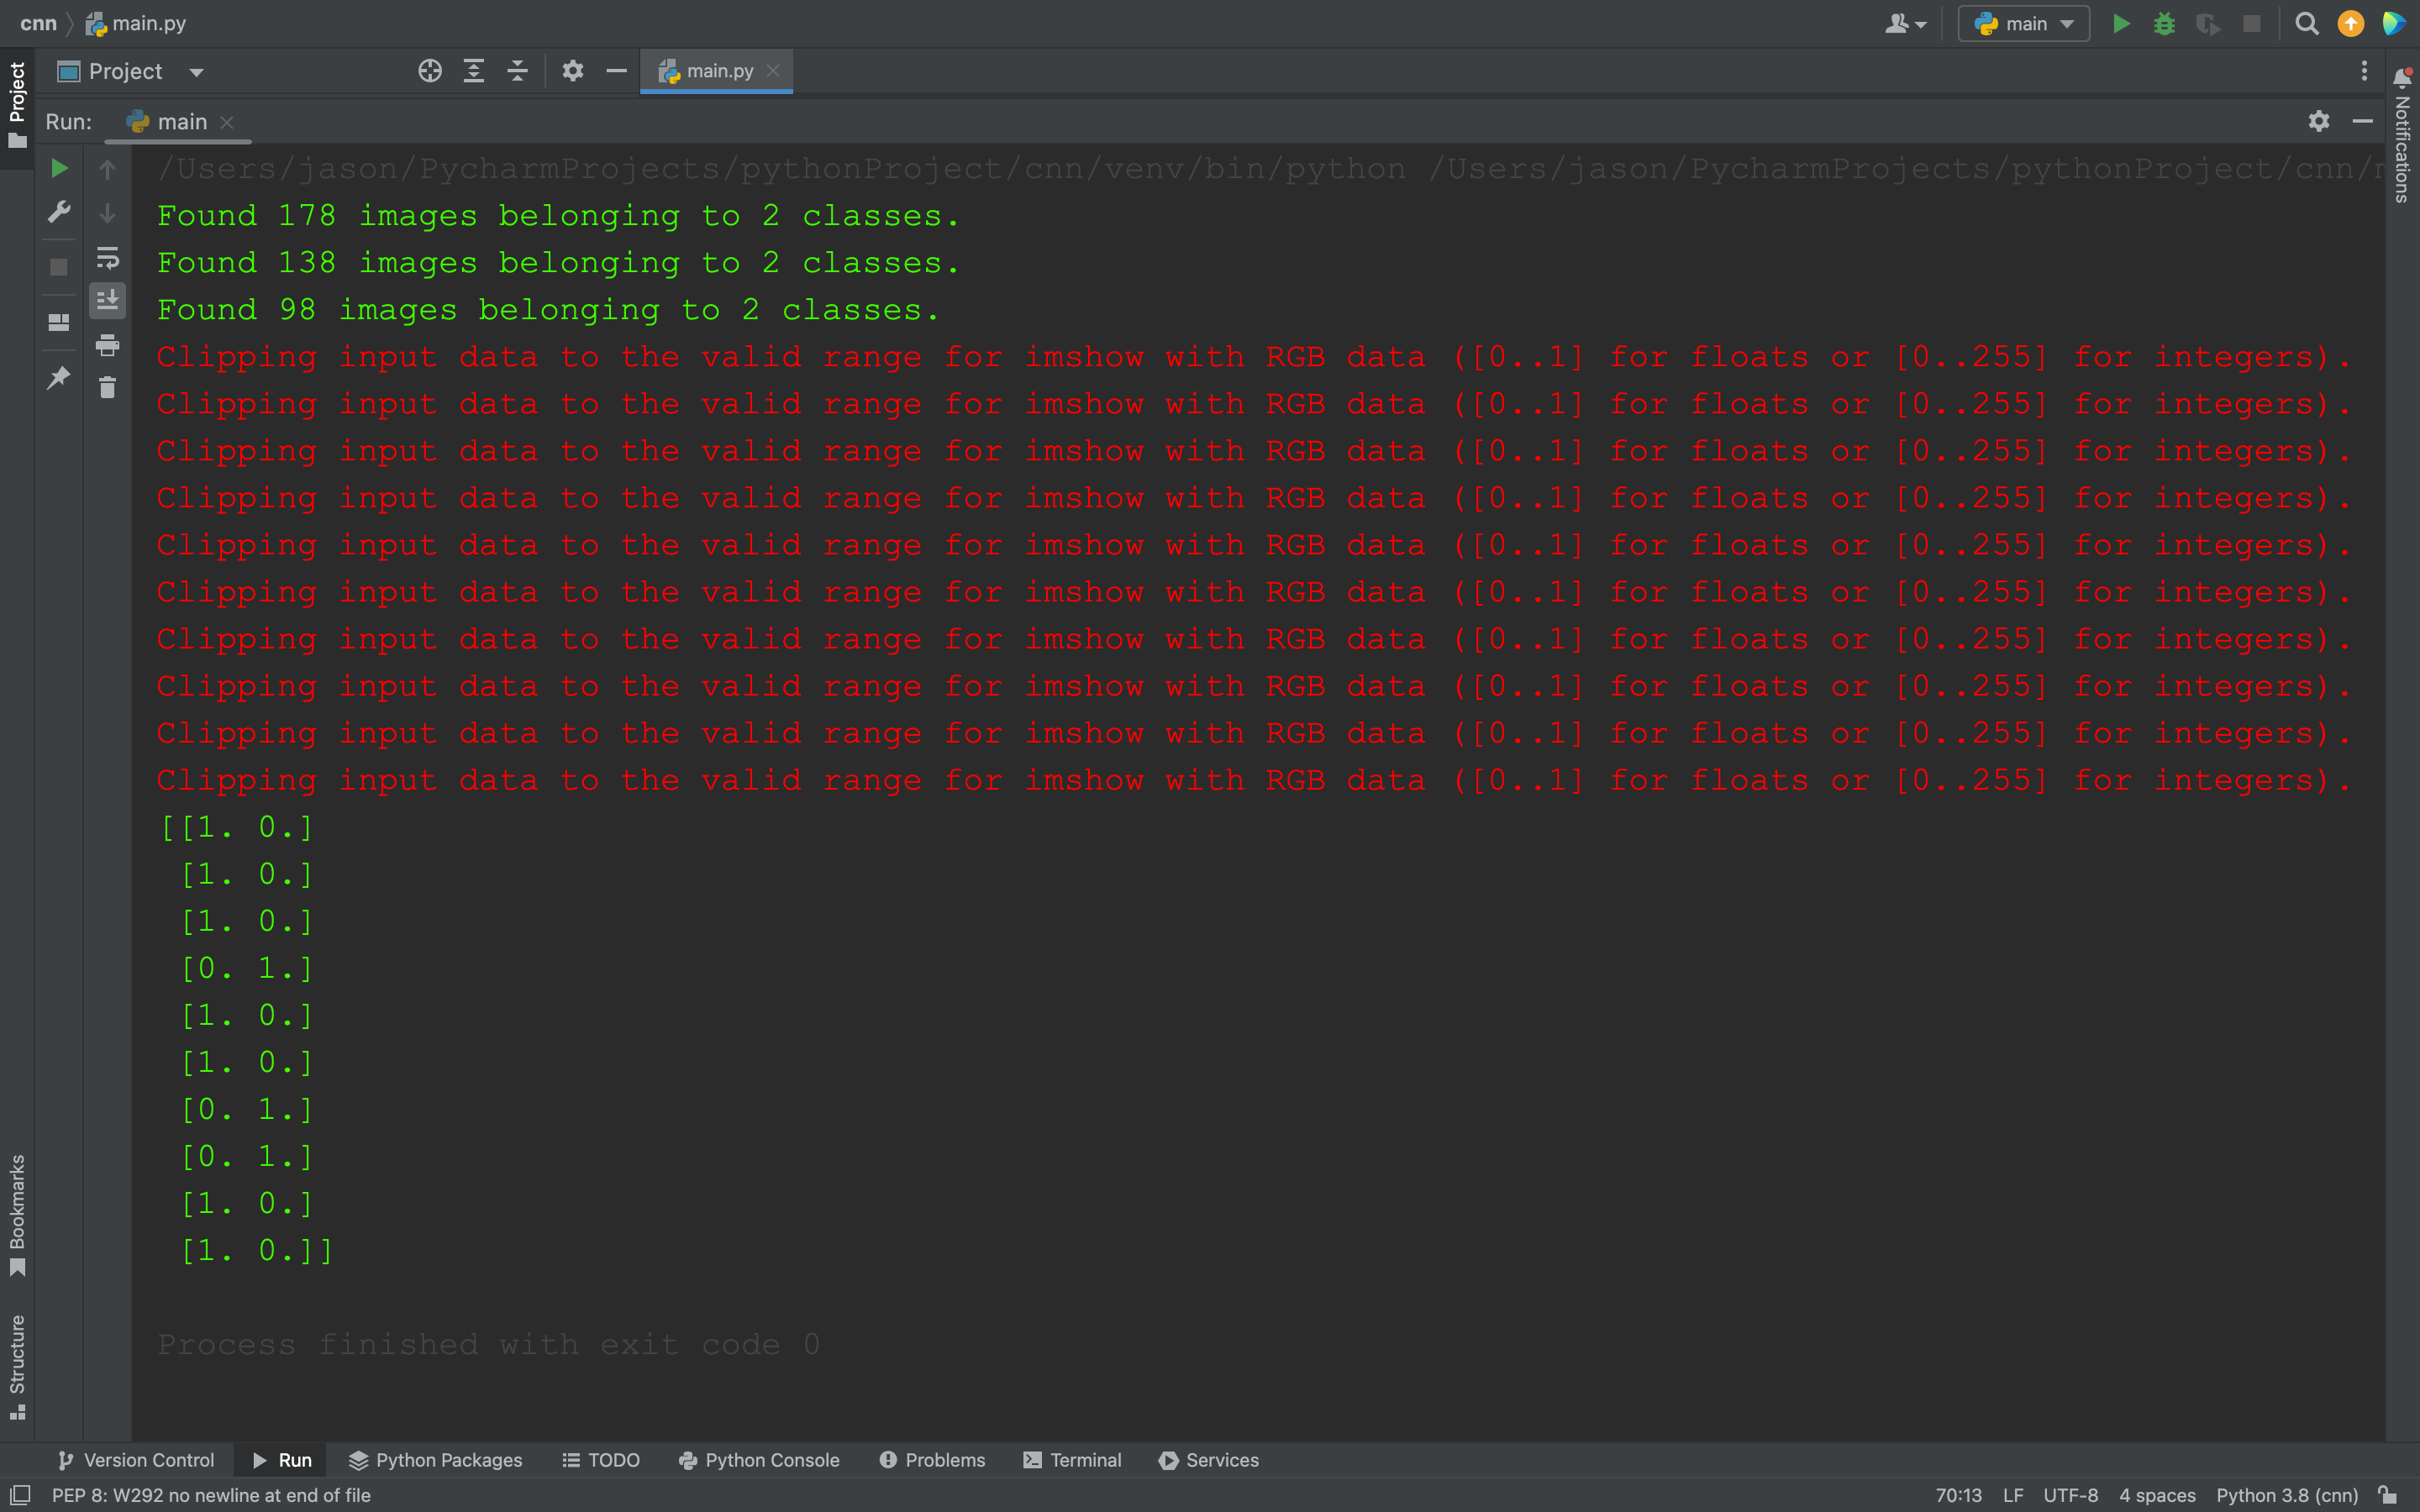 cnn main.py
main
Project
main.py
Run: main
Project
Notifications
/Users/jason/PycharmProjects/pythonProject/cnn/venv/bin/python /Users/jason/PycharmProjects/pythonProject/cnn/
Found 178 images belonging to 2 classes.
Found 138 images belonging to 2 classes.
Found 98 images belonging to 2 classes.
Clipping input data to the valid range for imshow with RGB data ([0..1] for floats or [0..255] for integers).
Clipping input data to the valid range for imshow with RGB data ([0..1] for floats or [0..255] for integers).
Clipping input data to the valid range for imshow with RGB data ([0..1] for floats or [0..255] for integers).
Clipping input data to the valid range for imshow with RGB data ([0..1] for floats or [0..255] for integers).
Clipping input data to the valid range for imshow with RGB data ([0..1] for floats or [0..255] for integers).
Clipping input data to the valid range for imshow with RGB data ([0..1] for floats or [0..255] for integers).
Clipping input data to the valid range for imshow with RGB data ([0..1] for floats or [0..255] for integers).
Clipping input data to the valid range for imshow with RGB data ([0..1] for floats or [0..255] for integers).
Clipping input data to the valid range for imshow with RGB data ([0..1] for floats or [0..255] for integers).
Clipping input data to the valid range for imshow with RGB data ([0..1] for floats or [0..255] for integers).
[[1. 0.]
[1. 0.]
[1. 0.]
[0. 1.]
[1. 0.]
[1. 0.]
[0. 1.]
[0. 1.]
[1. 0.]
[1. 0.]]
Process finished with exit code 0
Bookmarks
Structure
Version Control Run Python Packages TODO Python Console Problems Terminal Services
PEP 8: W292 no newline at end of file
70:13 LF UTF-8 4 spaces Python 3.8 (cnn)